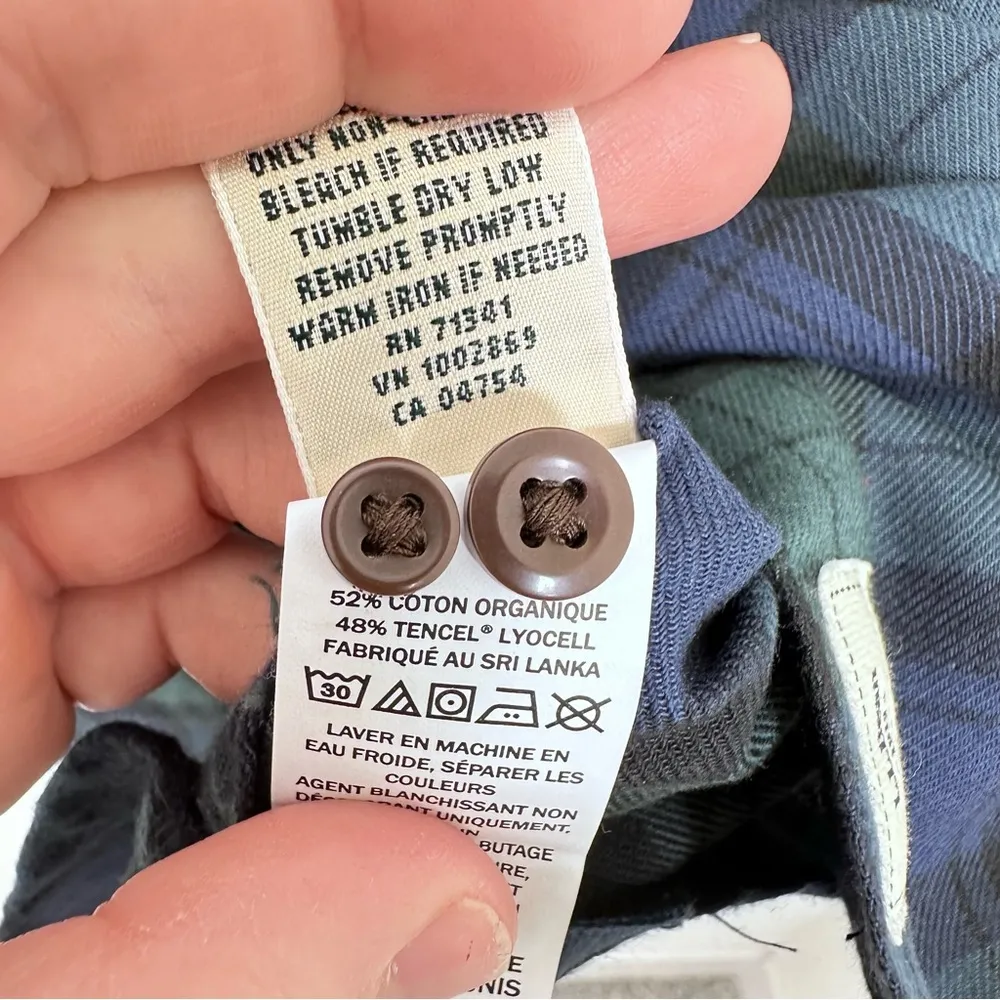 ONLY
BLEACH IF REQUIRED
TUMBLE DRY LOW
REMOVE PROMPTLY
WARM IRON IF NEEDED
RN 71341
VN 1002869
CA 04754
52% COTON ORGANIQUE
48% TENCEL® LYOCELL
FABRIQUÉ AU SRI LANKA
30
LAVER EN MACHINE EN
EAU FROIDE, SÉPARER LES
COULEURS
AGENT BLANCHISSANT NON
UNIQUEMENT,